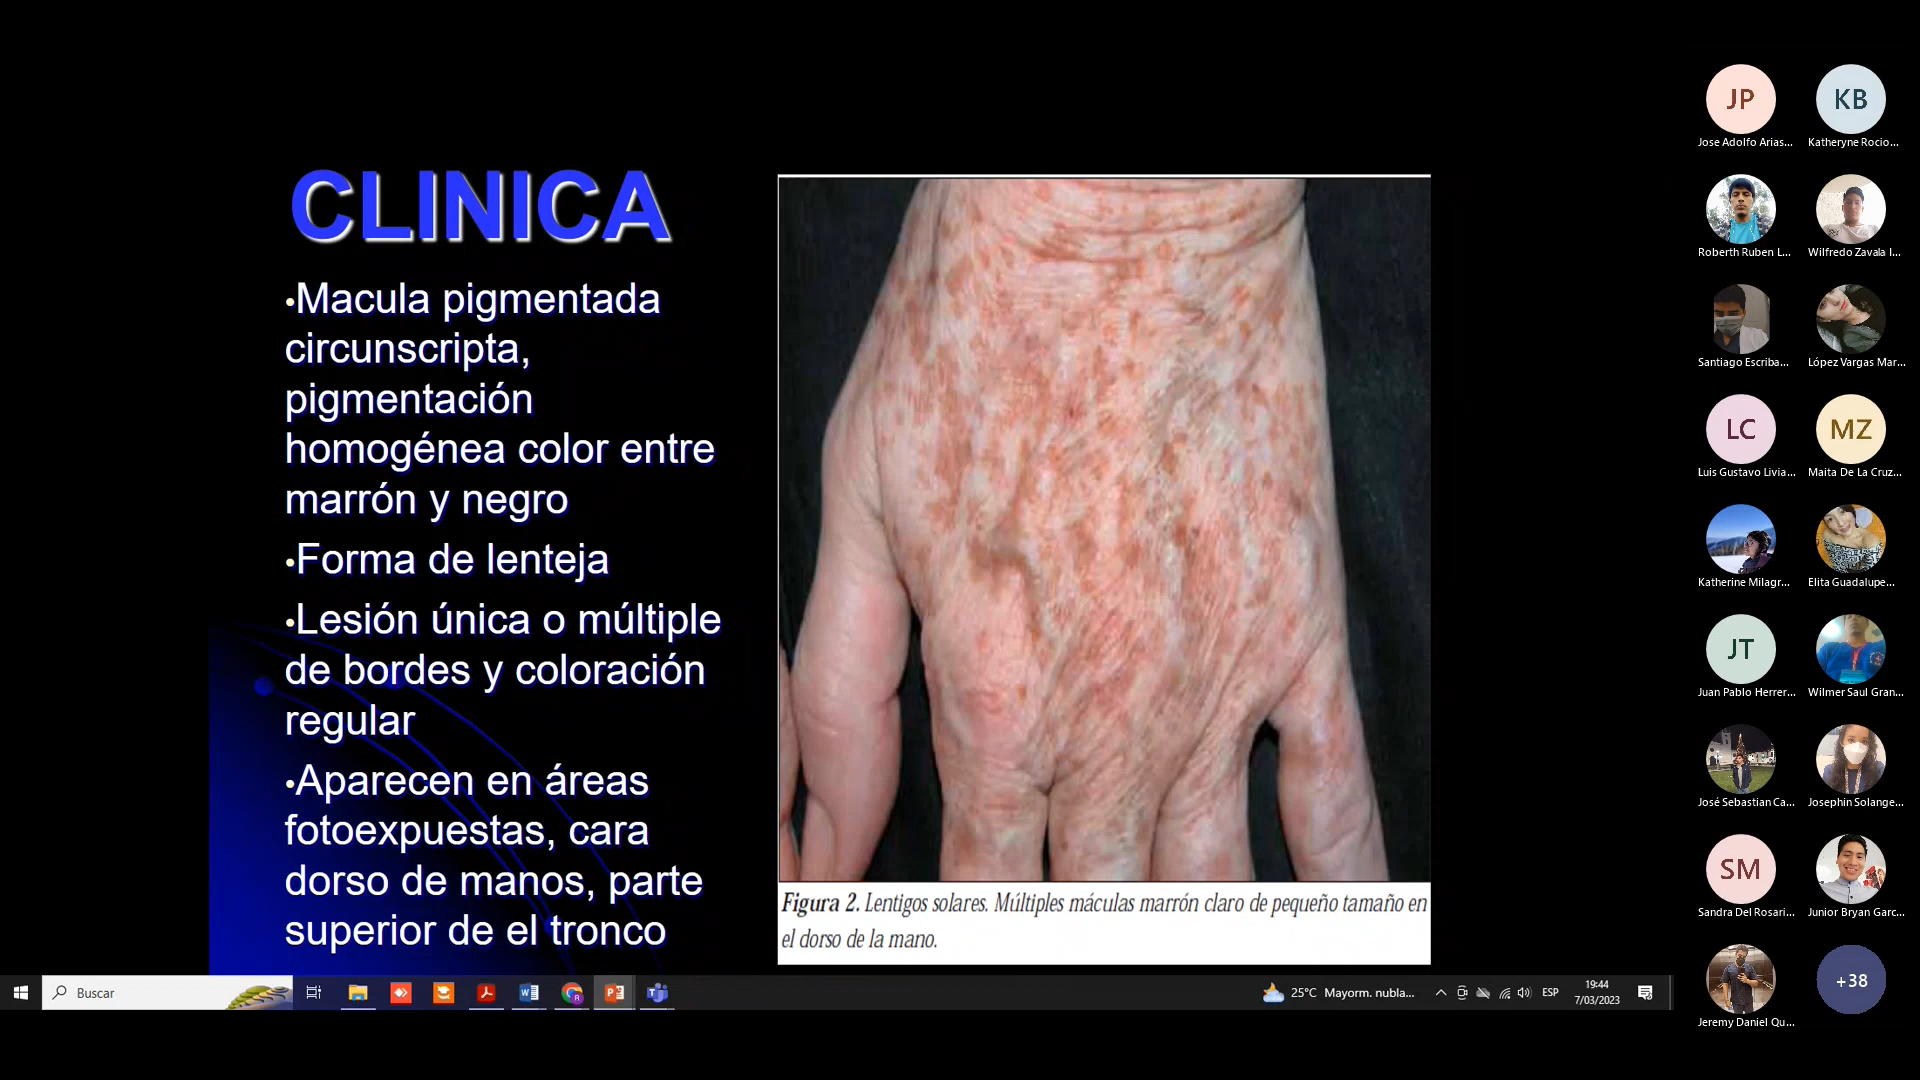 CLINICA
•Macula pigmentada
circunscripta,
pigmentación
homogénea color entre
marrón y negro
•Forma de lenteja
•Lesión única o múltiple
de bordes y coloración
regular
•Aparecen en áreas
fotoexpuestas, cara
dorso de manos, parte
superior de el tronco
Figura 2. Lentigos solares. Múltiples máculas marrón claro de pequeño tamaño en
el dorso de la mano.
JP
KB
Jose Adolfo Arias...
Katheryne Rocio...
Roberth Ruben L...
Wilfredo Zavala I...
Santiago Escriba...
López Vargas Mar...
LC
MZ
Luis Gustavo Livia...
Maita De La Cruz...
Katherine Milagr...
Elita Guadalupe...
JT
Juan Pablo Herrer...
Wilmer Saul Gran...
José Sebastian Ca...
Josephin Solange...
SM
Sandra Del Rosari...
Junior Bryan Garc...
+38
Jeremy Daniel Qu...
Buscar
25°C Mayorm. nubla...
ESP
19:44
7/03/2023